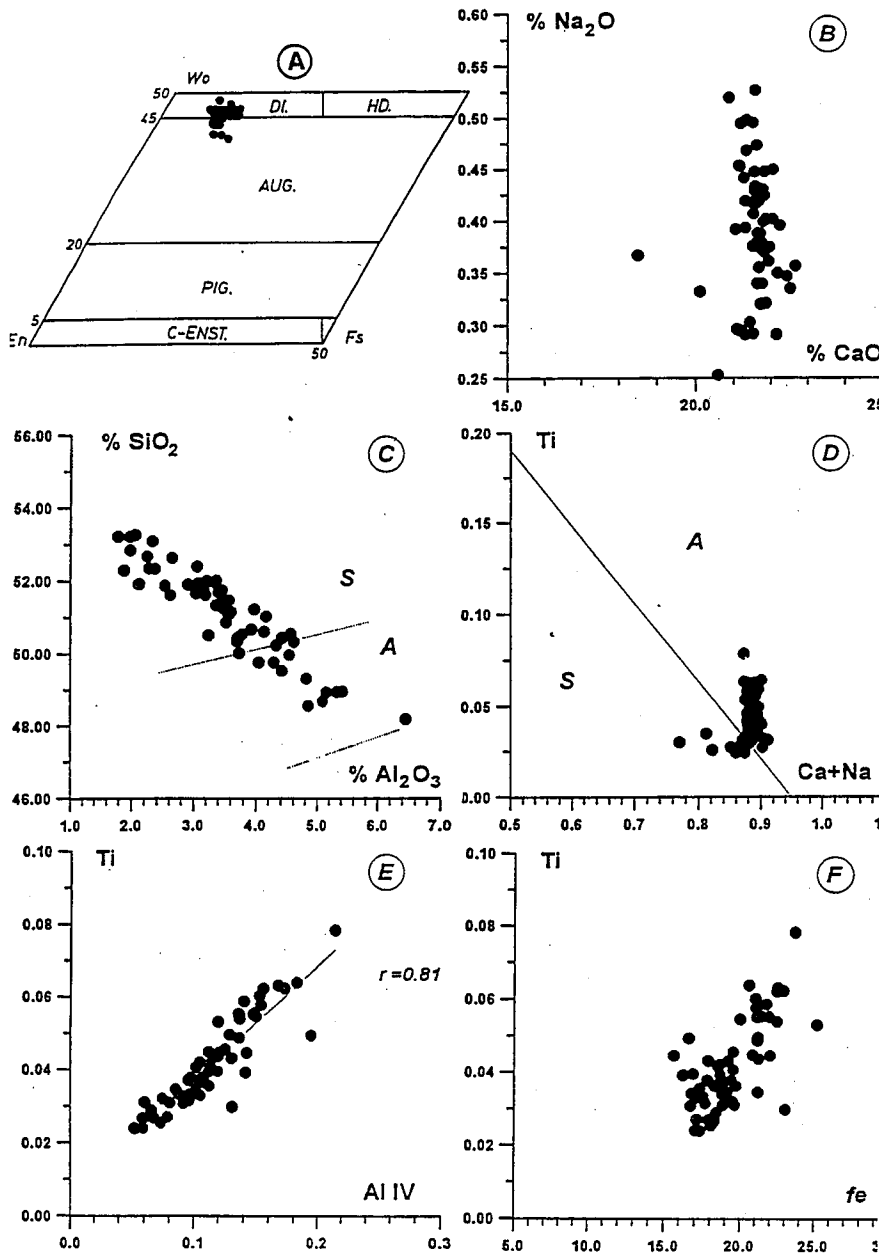 A
Wo
50
DI.
HD.
45
AUG.
20
PIG.
5
C-ENST.
En
50
Fs
% Na2O
B
0.60
0.55
0.50
0.45
0.40
0.35
0.30
0.25
% CaO
15.0
20.0
% SiO2
C
56.00
54.00
52.00
50.00
48.00
46.00
S
A
% Al2O3
1.0
2.0
3.0
4.0
5.0
6.0
7.0
Ti
D
0.20
0.15
0.10
0.05
0.00
A
S
Ca+Na
0.5
0.6
0.7
0.8
0.9
1.0
Ti
E
0.10
0.08
0.06
0.04
0.02
0.00
r=0.81
Al IV
0.0
0.1
0.2
0.3
Ti
F
0.10
0.08
0.06
0.04
0.02
0.00
fe
5.0
10.0
15.0
20.0
25.0